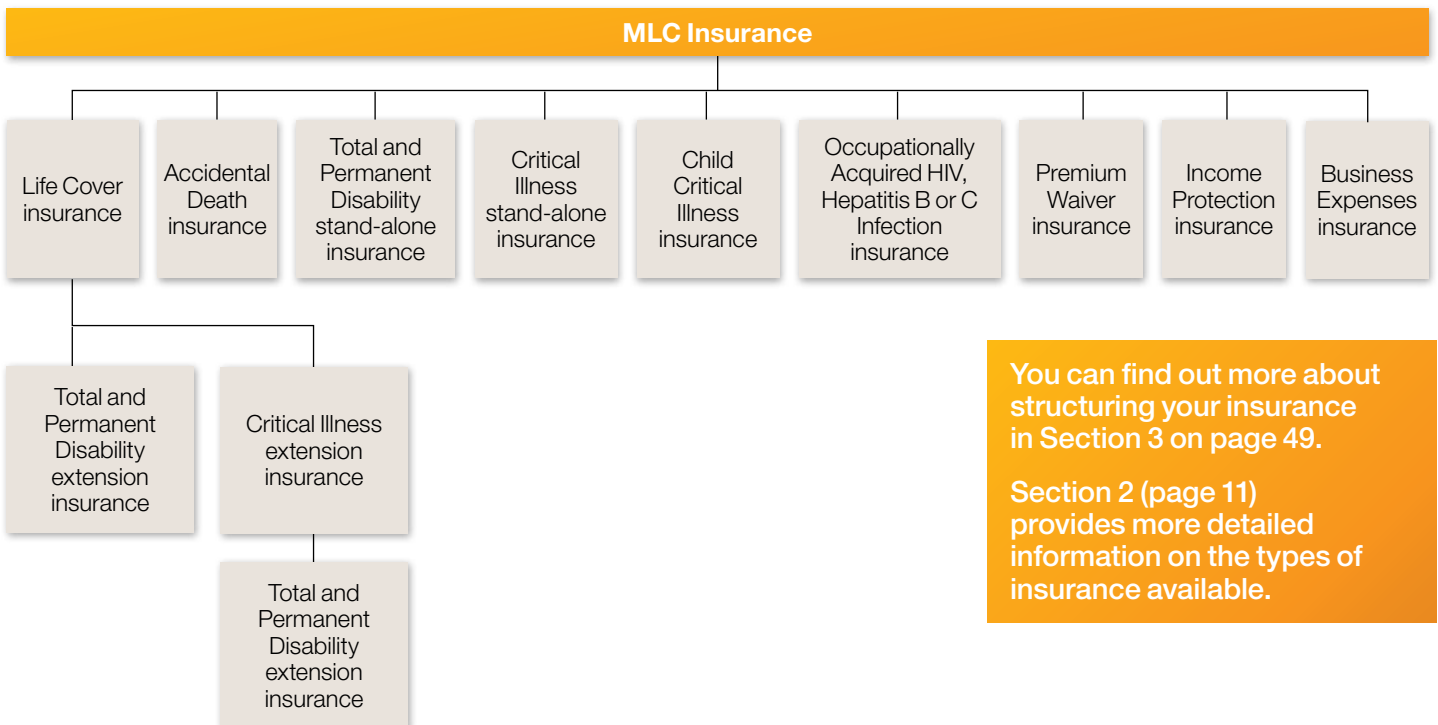 MLC Insurance
Life Cover
insurance
Accidental
Death
insurance
Total and
Permanent
Disability
stand-alone
insurance
Critical
Illness
stand-alone
insurance
Child
Critical
Illness
insurance
Occupationally
Acquired HIV,
Hepatitis B or C
Infection
insurance
Premium
Waiver
insurance
Income
Protection
insurance
Business
Expenses
insurance
Total and
Permanent
Disability
extension
insurance
Critical Illness
extension
insurance
Total and
Permanent
Disability
extension
insurance
You can find out more about
structuring your insurance
in Section 3 on page 49.
Section 2 (page 11)
provides more detailed
information on the types of
insurance available.